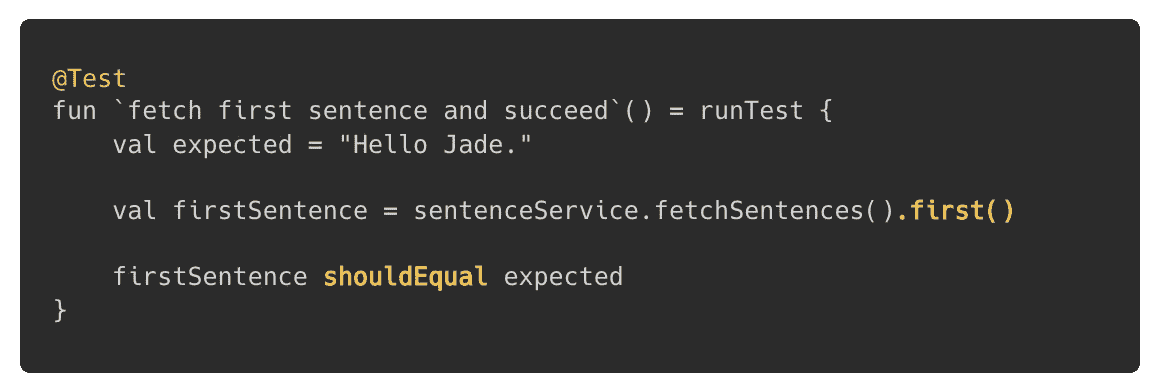 @Test
fun `fetch first sentence and succeed`() = runTest {
    val expected = "Hello Jade."
    val firstSentence = sentenceService.fetchSentences().first()
    firstSentence shouldEqual expected
}